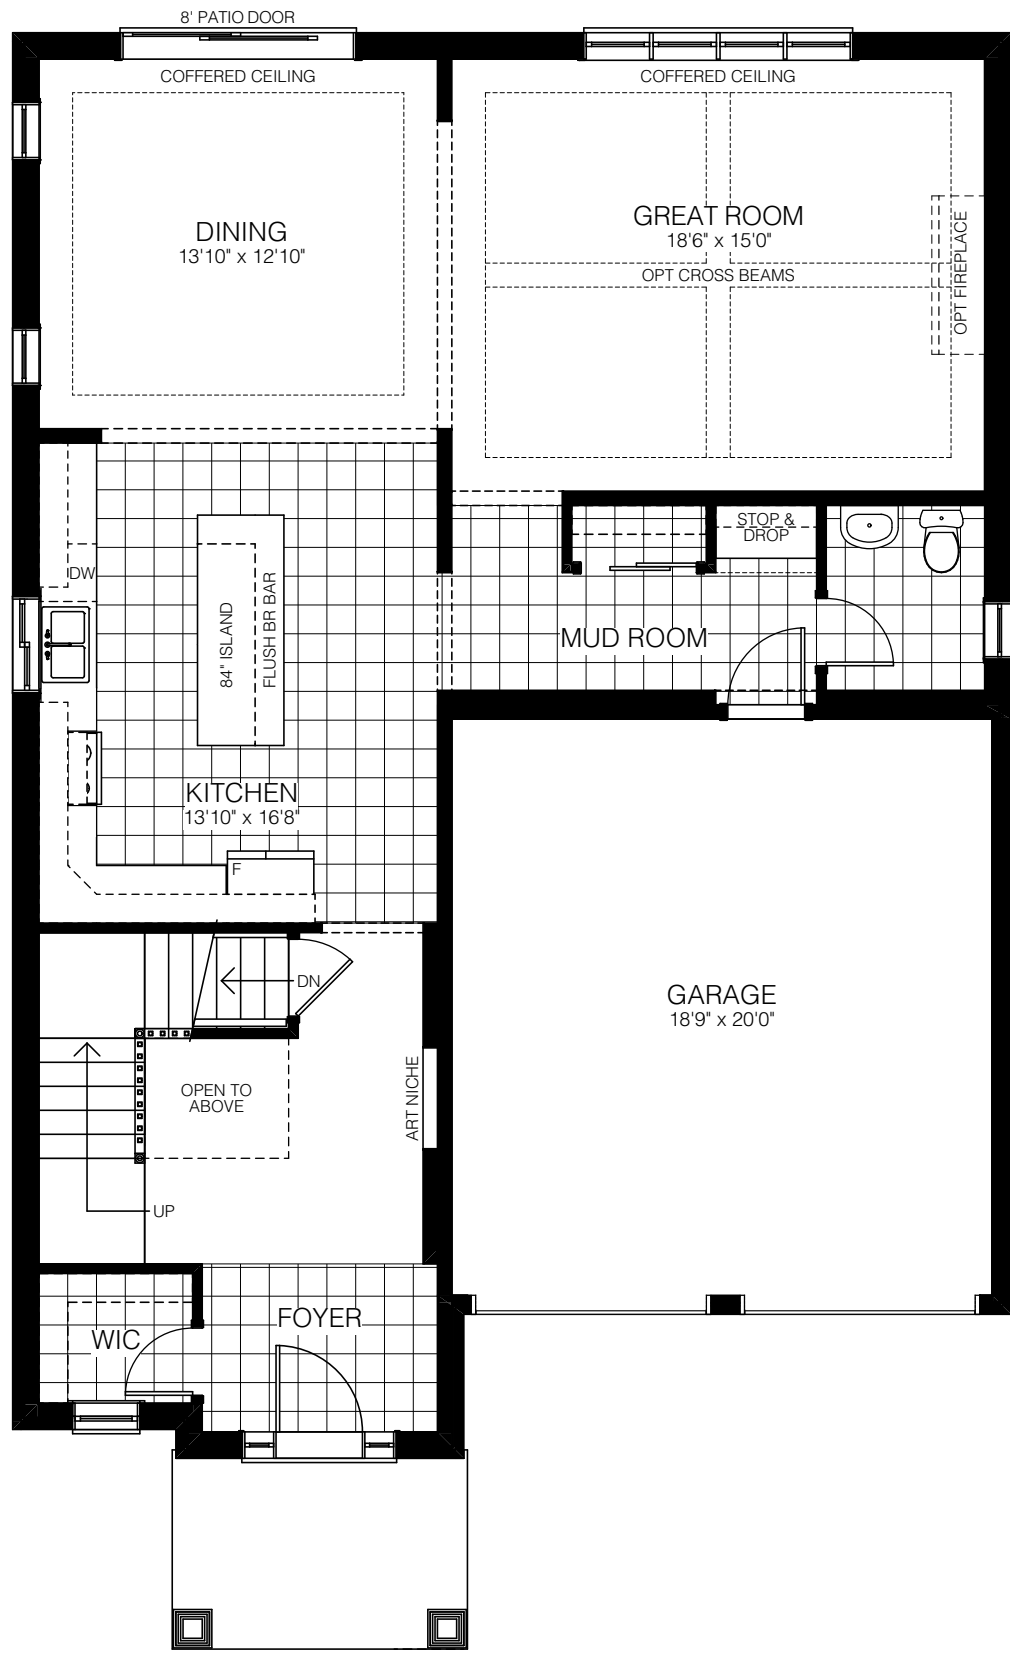 8' PATIO DOOR
COFFERED CEILING
COFFERED CEILING
DINING
13'10" x 12'10"
GREAT ROOM
18'6" x 15'0"
OPT CROSS BEAMS
OPT FIREPLACE
STOP &
DROP
DW
84" ISLAND
FLUSH BR BAR
MUD ROOM
KITCHEN
13'10" x 16'8"
F
DN
GARAGE
18'9" x 20'0"
OPEN TO
ABOVE
ART NICHE
UP
FOYER
WIC